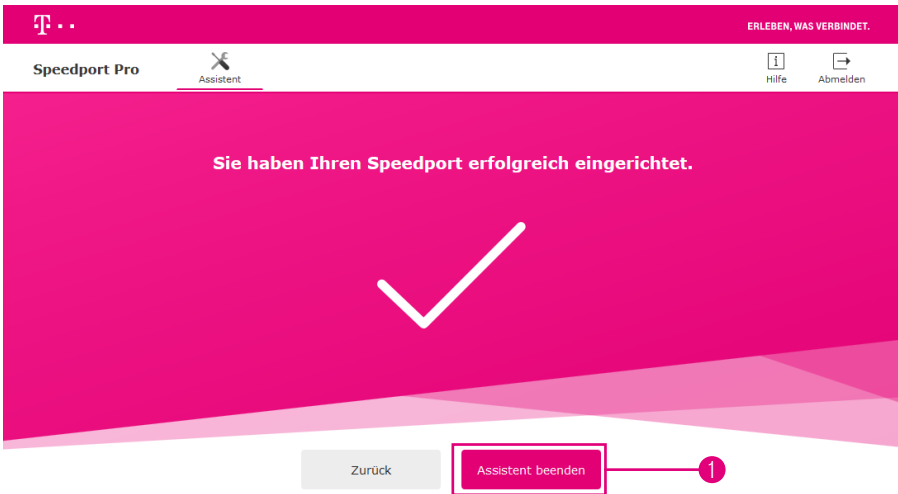 T
ERLEBEN, WAS VERBINDET.
Speedport Pro
Assistent
Hilfe
Abmelden
Sie haben Ihren Speedport erfolgreich eingerichtet.
Zurück
Assistent beenden
1